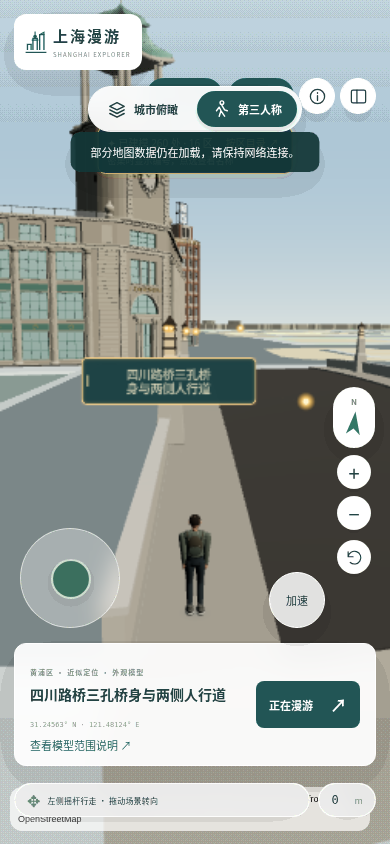 上海漫游
SHANGHAI EXPLORER
城市俯瞰
第三人称
部分地图数据仍在加载，请保持网络连接。
四川路桥三孔桥
身与两侧人行道
N
+
−
加速
黄浦区 · 近似定位 · 外观模型
四川路桥三孔桥身与两侧人行道
正在漫游 ↗
31.24563° N · 121.48124° E
查看模型范围说明 ↗
左侧摇杆行走 · 拖动场景转向
0 m
OpenStreetMap